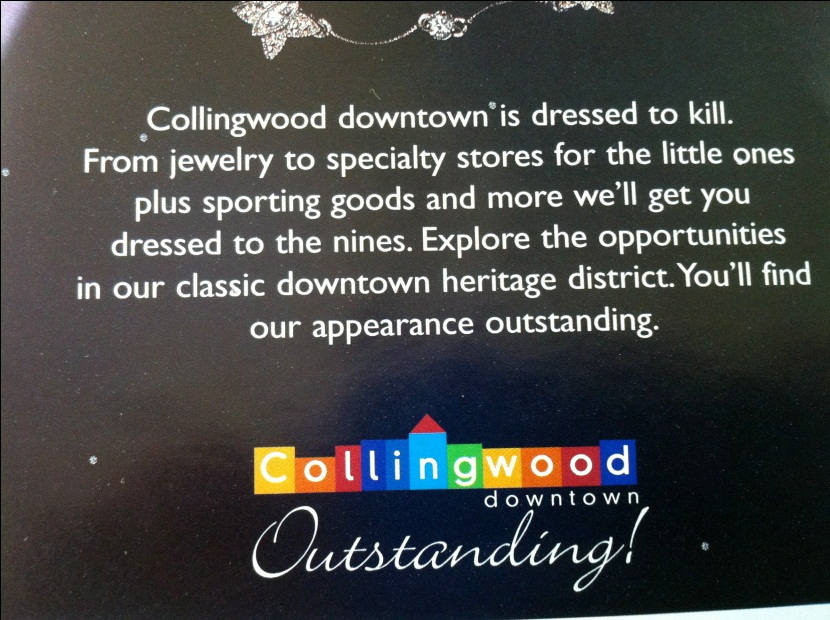 Collingwood downtown is dressed to kill.
From jewelry to specialty stores for the little ones
plus sporting goods and more we'll get you
dressed to the nines. Explore the opportunities
in our classic downtown heritage district. You'll find
our appearance outstanding.
Collingwood
downtown
Outstanding!